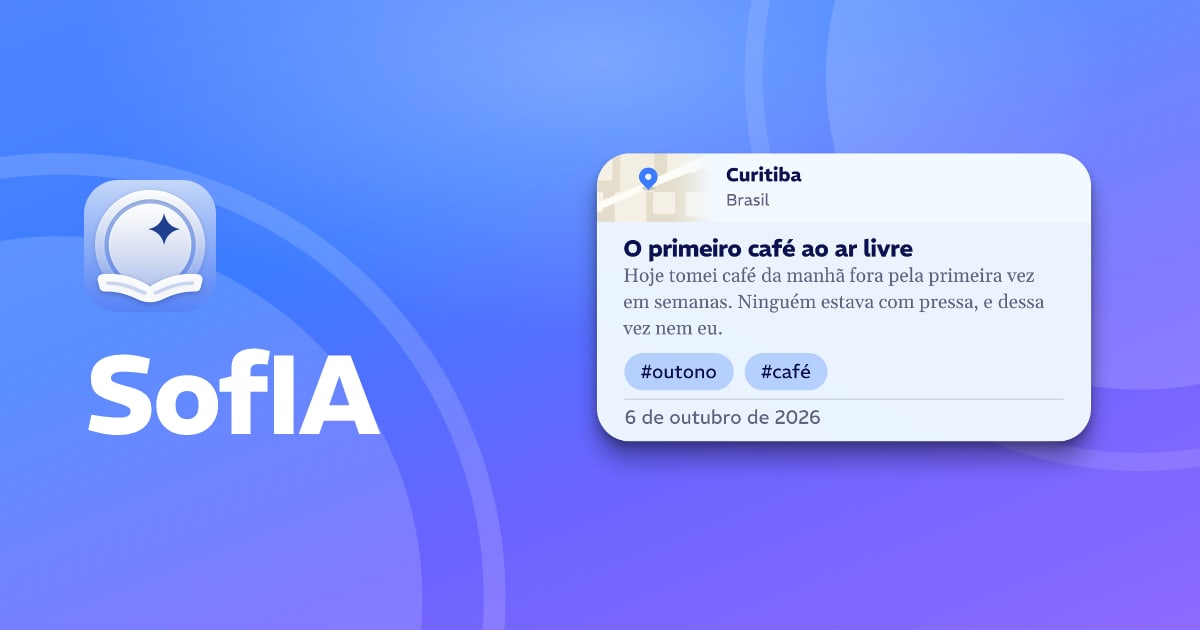 SofIA
Curitiba
Brasil
O primeiro café ao ar livre
Hoje tomei café da manhã fora pela primeira vez
em semanas. Ninguém estava com pressa, e dessa
vez nem eu.
#outono #café
6 de outubro de 2026